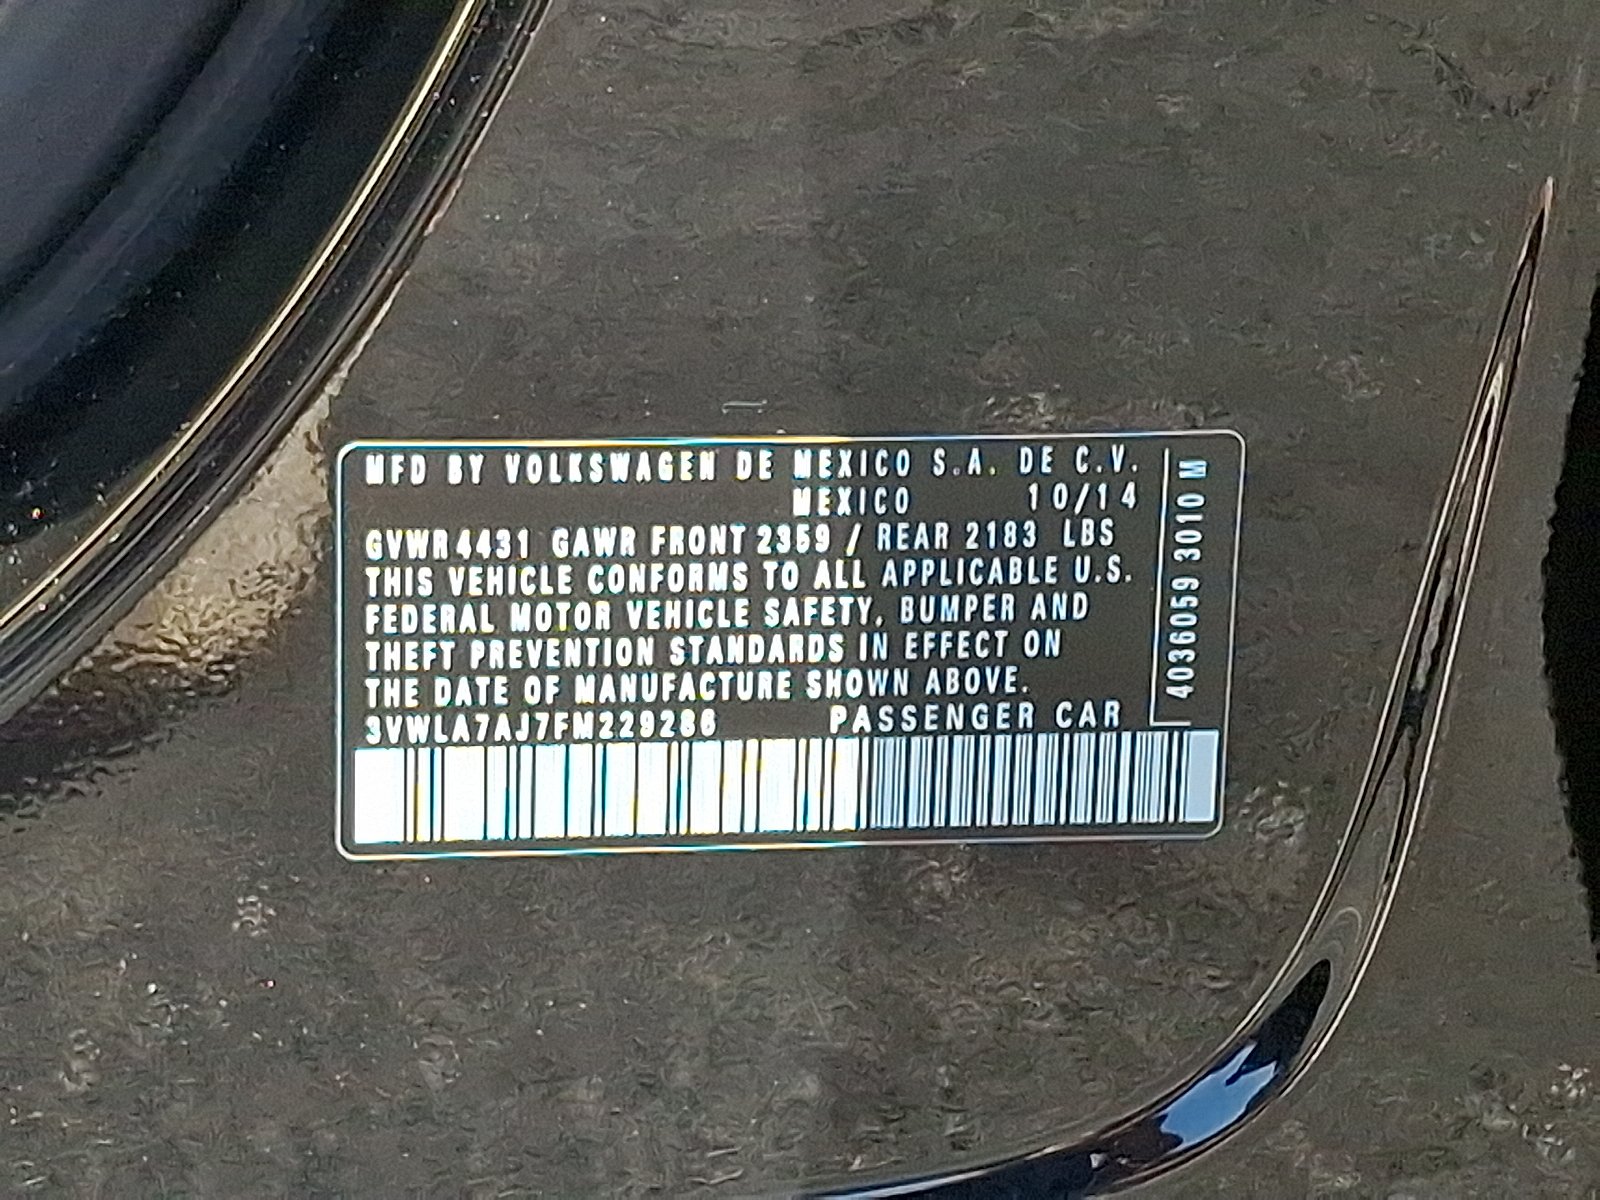 MFD BY VOLKSWAGEN DE MEXICO S.A. DE C.V.
MEXICO 10/14
GVWR 4431 GAWR FRONT 2359 / REAR 2183 LBS
THIS VEHICLE CONFORMS TO ALL APPLICABLE U.S.
FEDERAL MOTOR VEHICLE SAFETY, BUMPER AND
THEFT PREVENTION STANDARDS IN EFFECT ON
THE DATE OF MANUFACTURE SHOWN ABOVE.
3VWLA7AJ7FM229286 PASSENGER CAR
4036059 3010 M